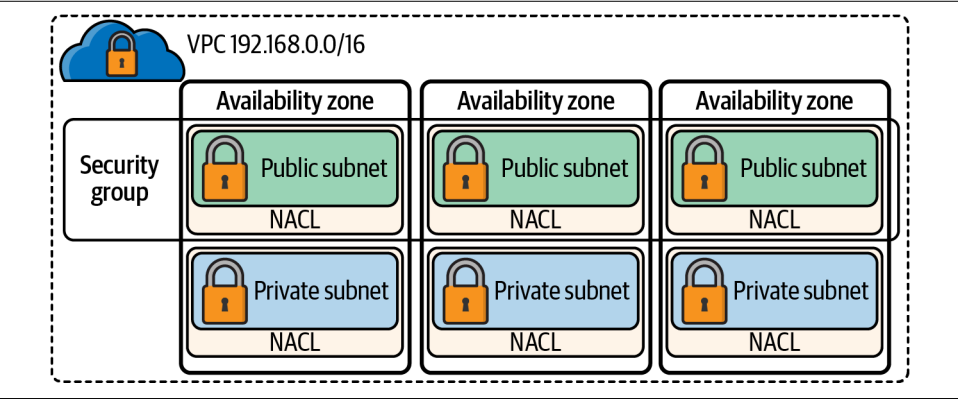 VPC 192.168.0.0/16
Availability zone
Availability zone
Availability zone
Security
group
Public subnet
Public subnet
Public subnet
NACL
NACL
NACL
Private subnet
Private subnet
Private subnet
NACL
NACL
NACL